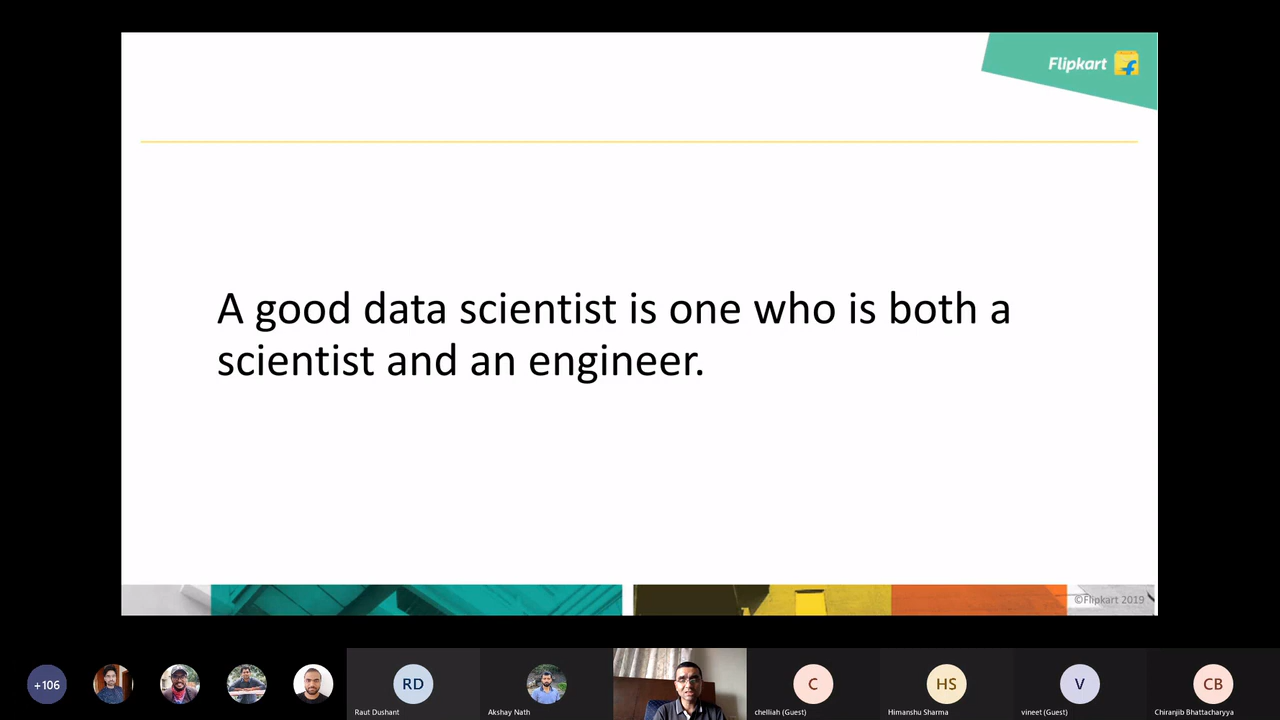 Flipkart
A good data scientist is one who is both a
scientist and an engineer.
©Flipkart 2019
+106
RD
Raut Dushant
Akshay Nath
C
chelliah (Guest)
HS
Himanshu Sharma
V
vineet (Guest)
CB
Chiranjib Bhattacharyya